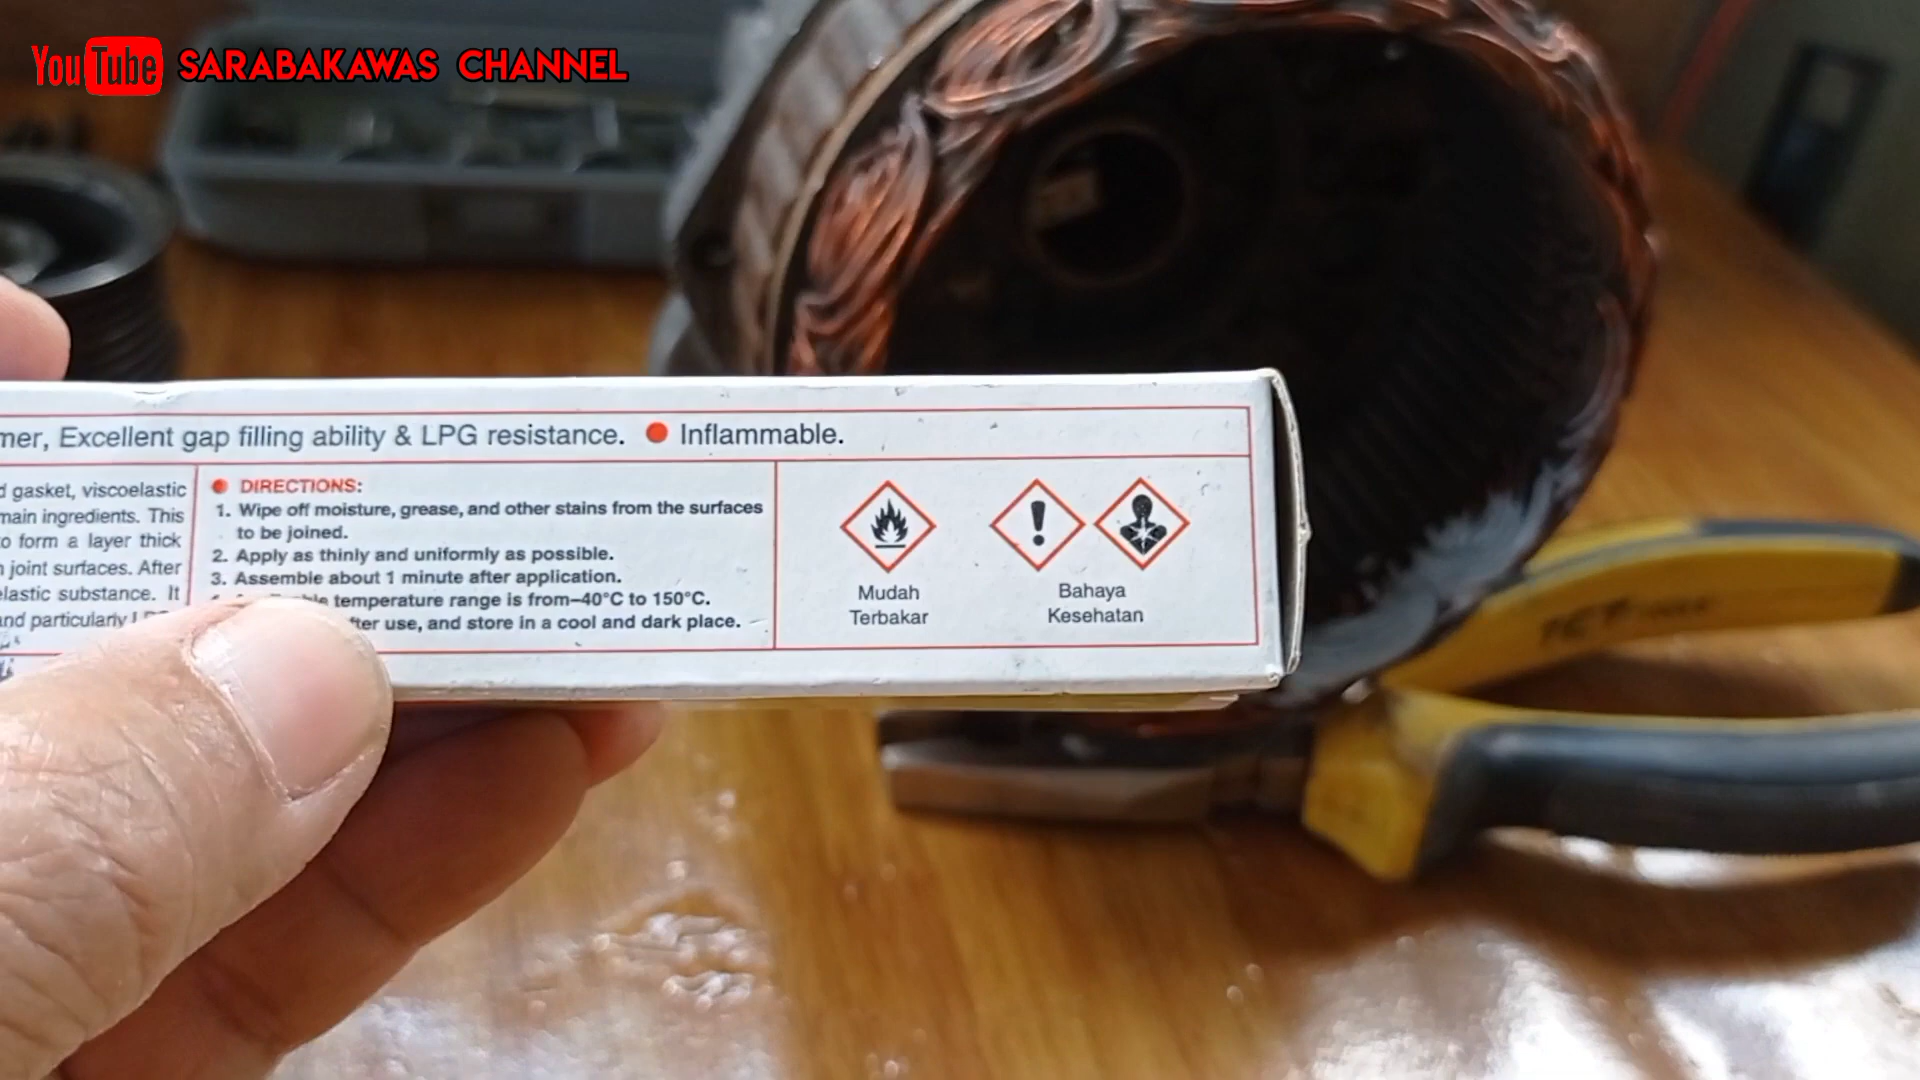 YouTube SARABAKAWAS CHANNEL
mer, Excellent gap filling ability & LPG resistance. ● Inflammable.
gasket, viscoelastic
main ingredients. This
to form a layer thick
joint surfaces. After
elastic substance. It
and particularly
● DIRECTIONS:
1. Wipe off moisture, grease, and other stains from the surfaces
to be joined.
2. Apply as thinly and uniformly as possible.
3. Assemble about 1 minute after application.
temperature range is from–40°C to 150°C.
use, and store in a cool and dark place.
Mudah
Terbakar
Bahaya
Kesehatan